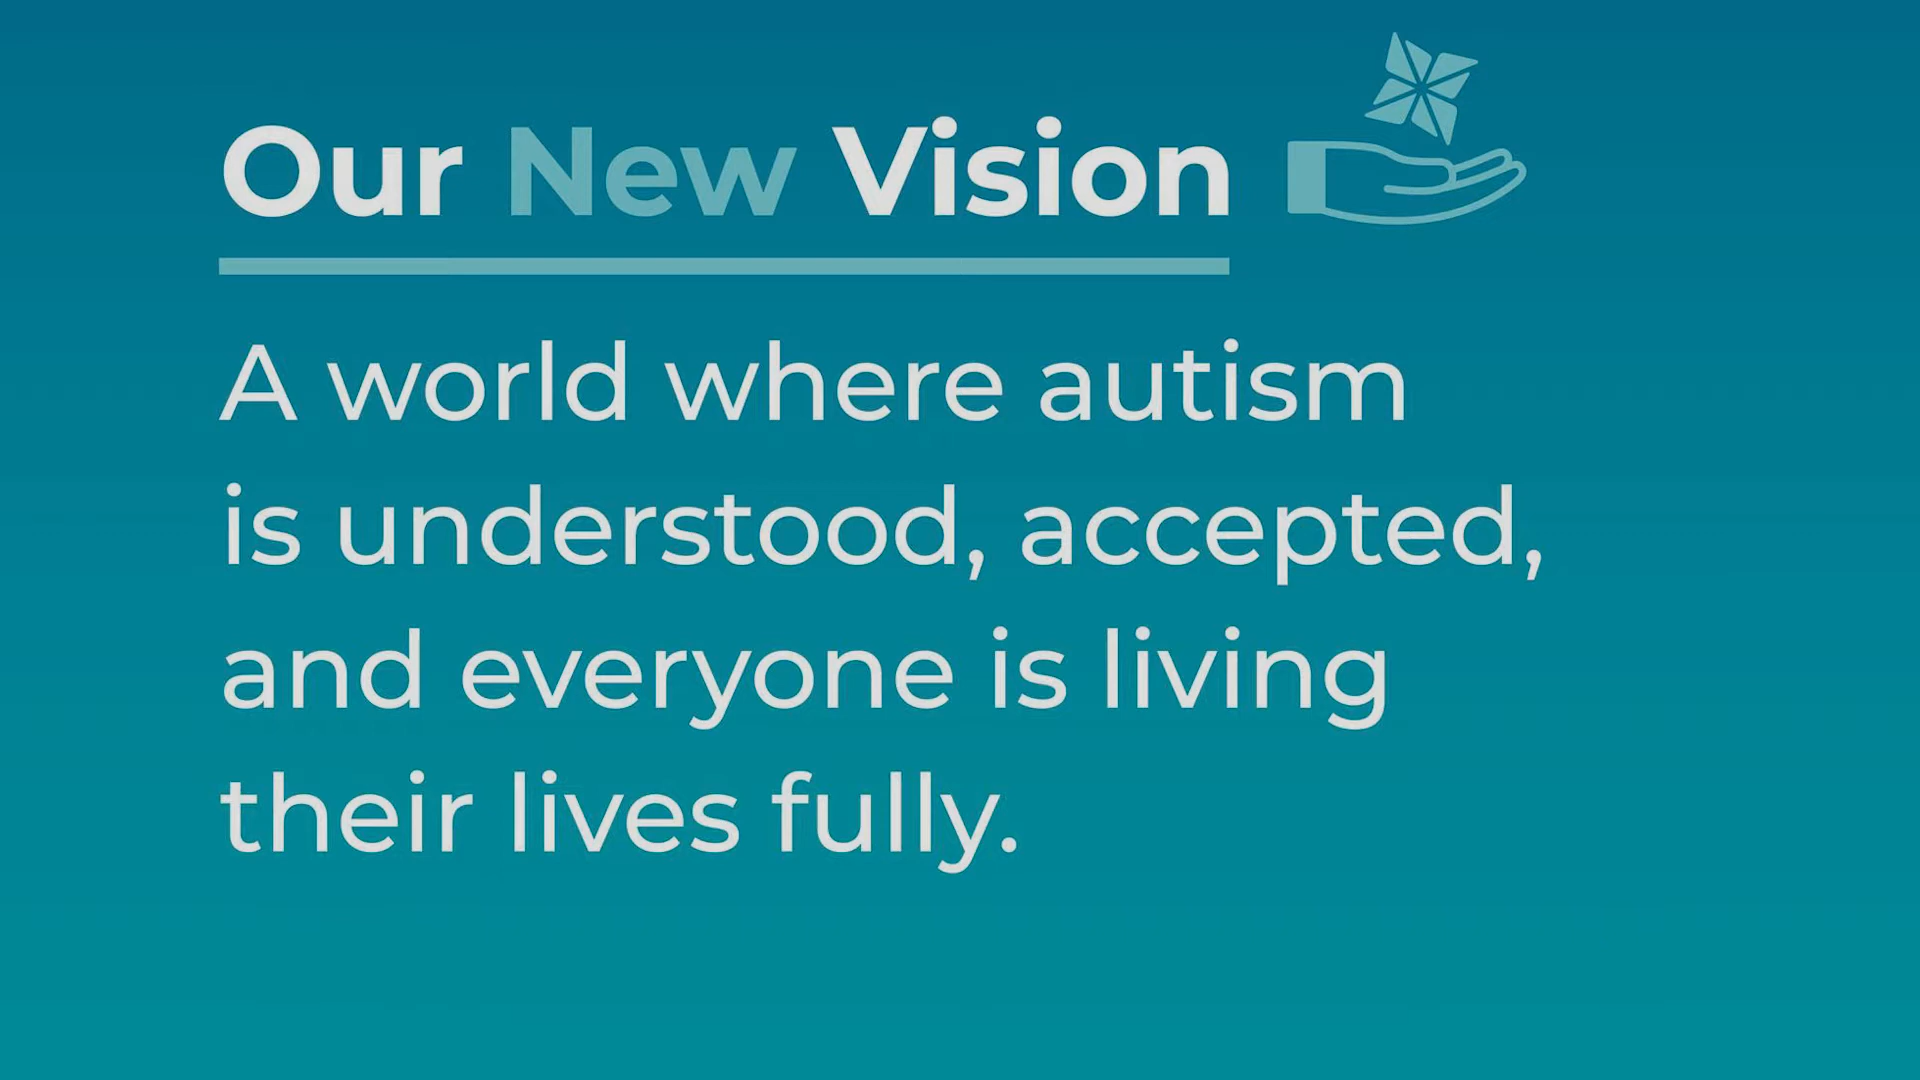 Our New Vision
A world where autism
is understood, accepted,
and everyone is living
their lives fully.